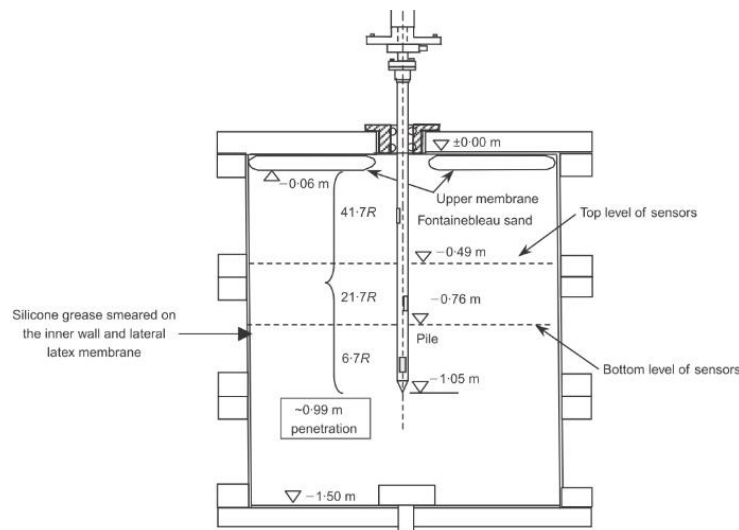 ±0·00 m
−0·06 m
Upper membrane
41·7R
Fontainebleau sand
Top level of sensors
−0·49 m
21·7R
−0·76 m
Silicone grease smeared on
the inner wall and lateral
latex membrane
Pile
6·7R
Bottom level of sensors
−1·05 m
~0·99 m
penetration
−1·50 m